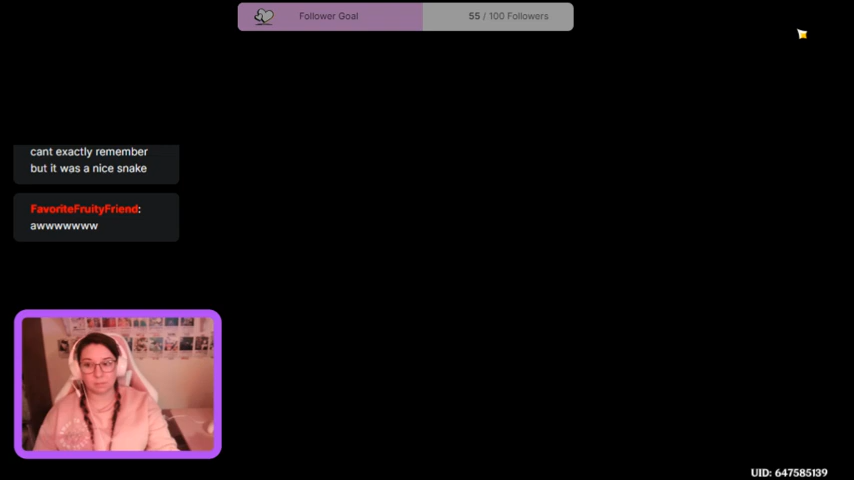 Follower Goal
55 / 100 Followers
cant exactly remember
but it was a nice snake
FavoriteFruityFriend:
awwwwwww
UID: 647585139